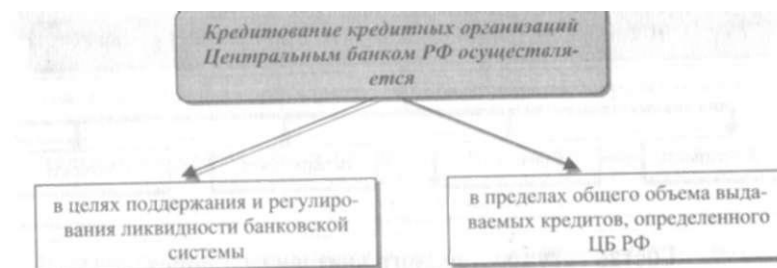 Кредитование кредитных организаций
Центральным банком РФ осуществля-
ется
в целях поддержания и регулиро-
вания ликвидности банковской
системы
в пределах общего объема выда-
ваемых кредитов, определенного
ЦБ РФ